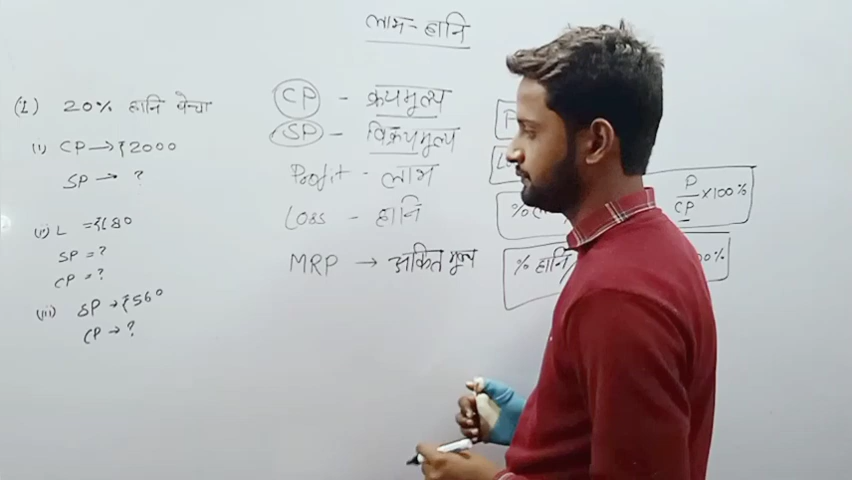 लाभ - हानि
(1) 20% हानि बेचा
(i) CP → ₹2000
SP → ?
(ii) L = ₹180
SP = ?
CP = ?
(iii) SP → ₹560
CP → ?
CP - क्रयमूल्य
SP - विक्रयमूल्य
Profit - लाभ
Loss - हानि
MRP → अंकित मूल्य
P
L
% P/CP ×100%
% हानि 00%